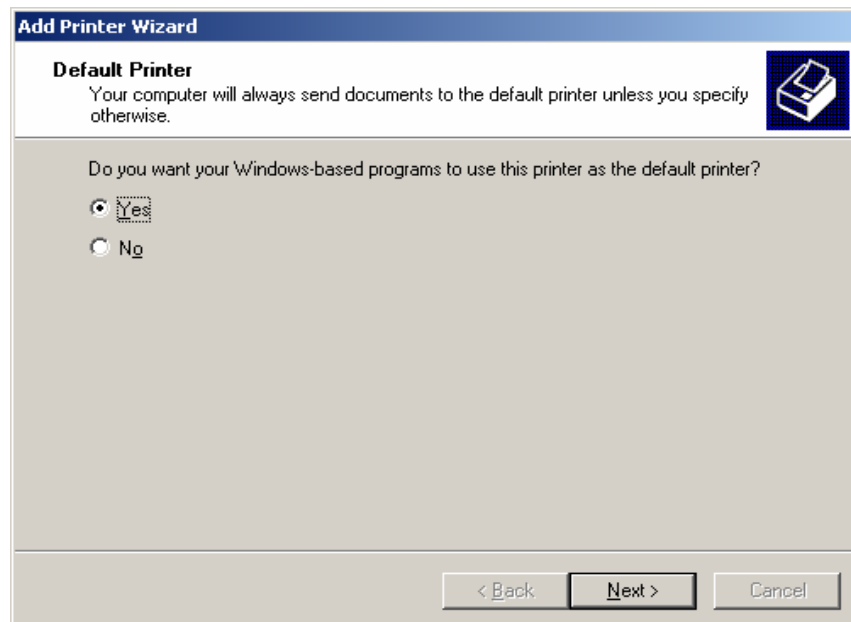 Add Printer Wizard
Default Printer
Your computer will always send documents to the default printer unless you specify
otherwise.
Do you want your Windows-based programs to use this printer as the default printer?
Yes
No
< Back
Next >
Cancel